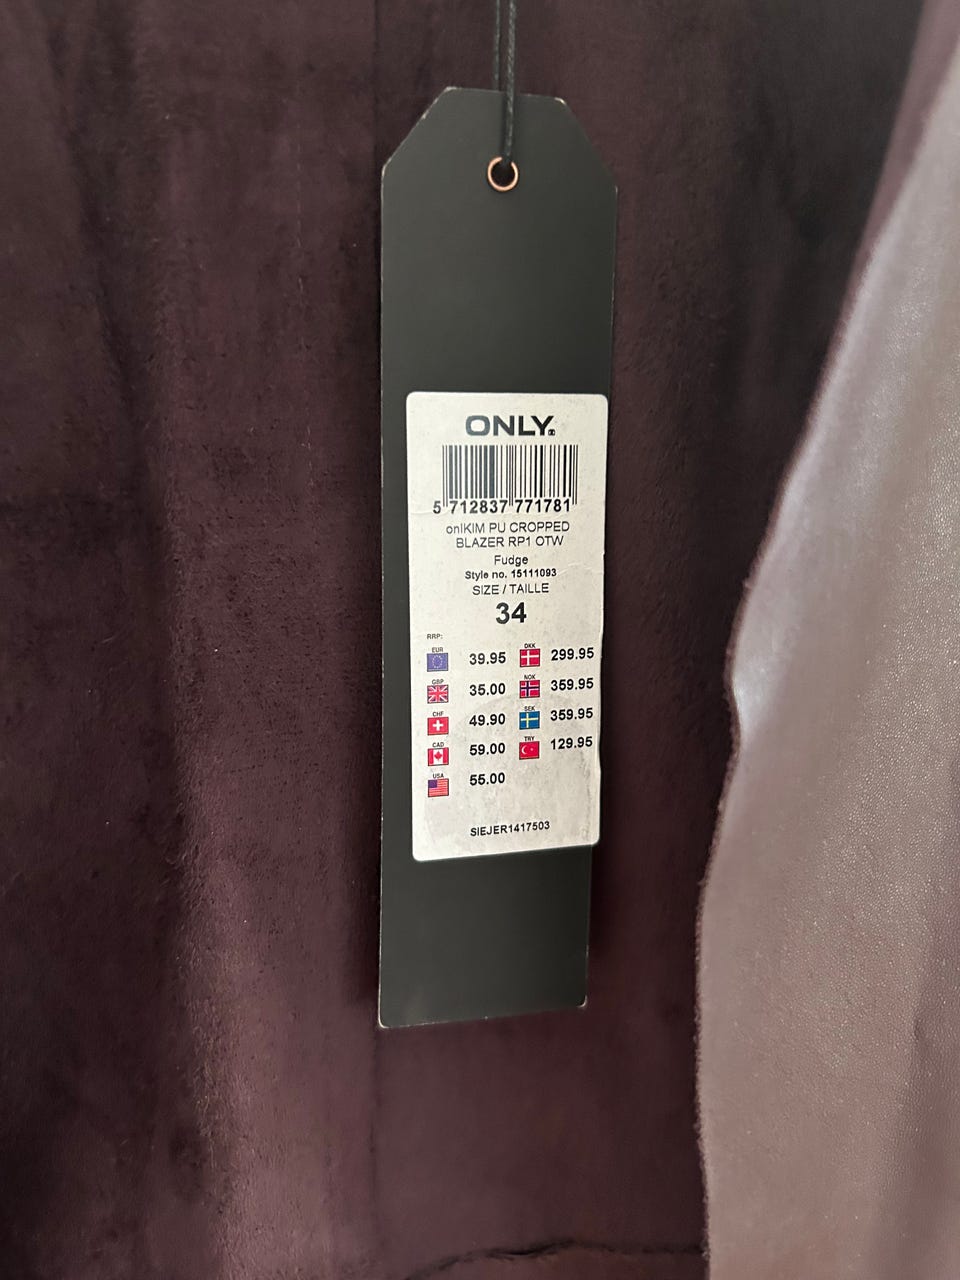 ONLY.
5 712837 771781
onlKIM PU CROPPED
BLAZER RP1 OTW
Fudge
Style no. 15111093
SIZE / TAILLE
34
RRP:
EUR 39.95 DKK 299.95
GBP 35.00 NOK 359.95
CHF 49.90 SEK 359.95
CAD 59.00 TRY 129.95
USA 55.00
SIEJER1417503